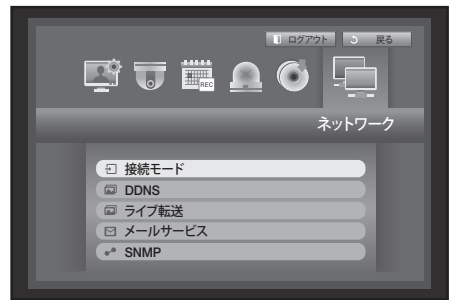 ログアウト 戻る
REC
ネットワーク
接続モード
DDNS
ライブ転送
メールサービス
SNMP